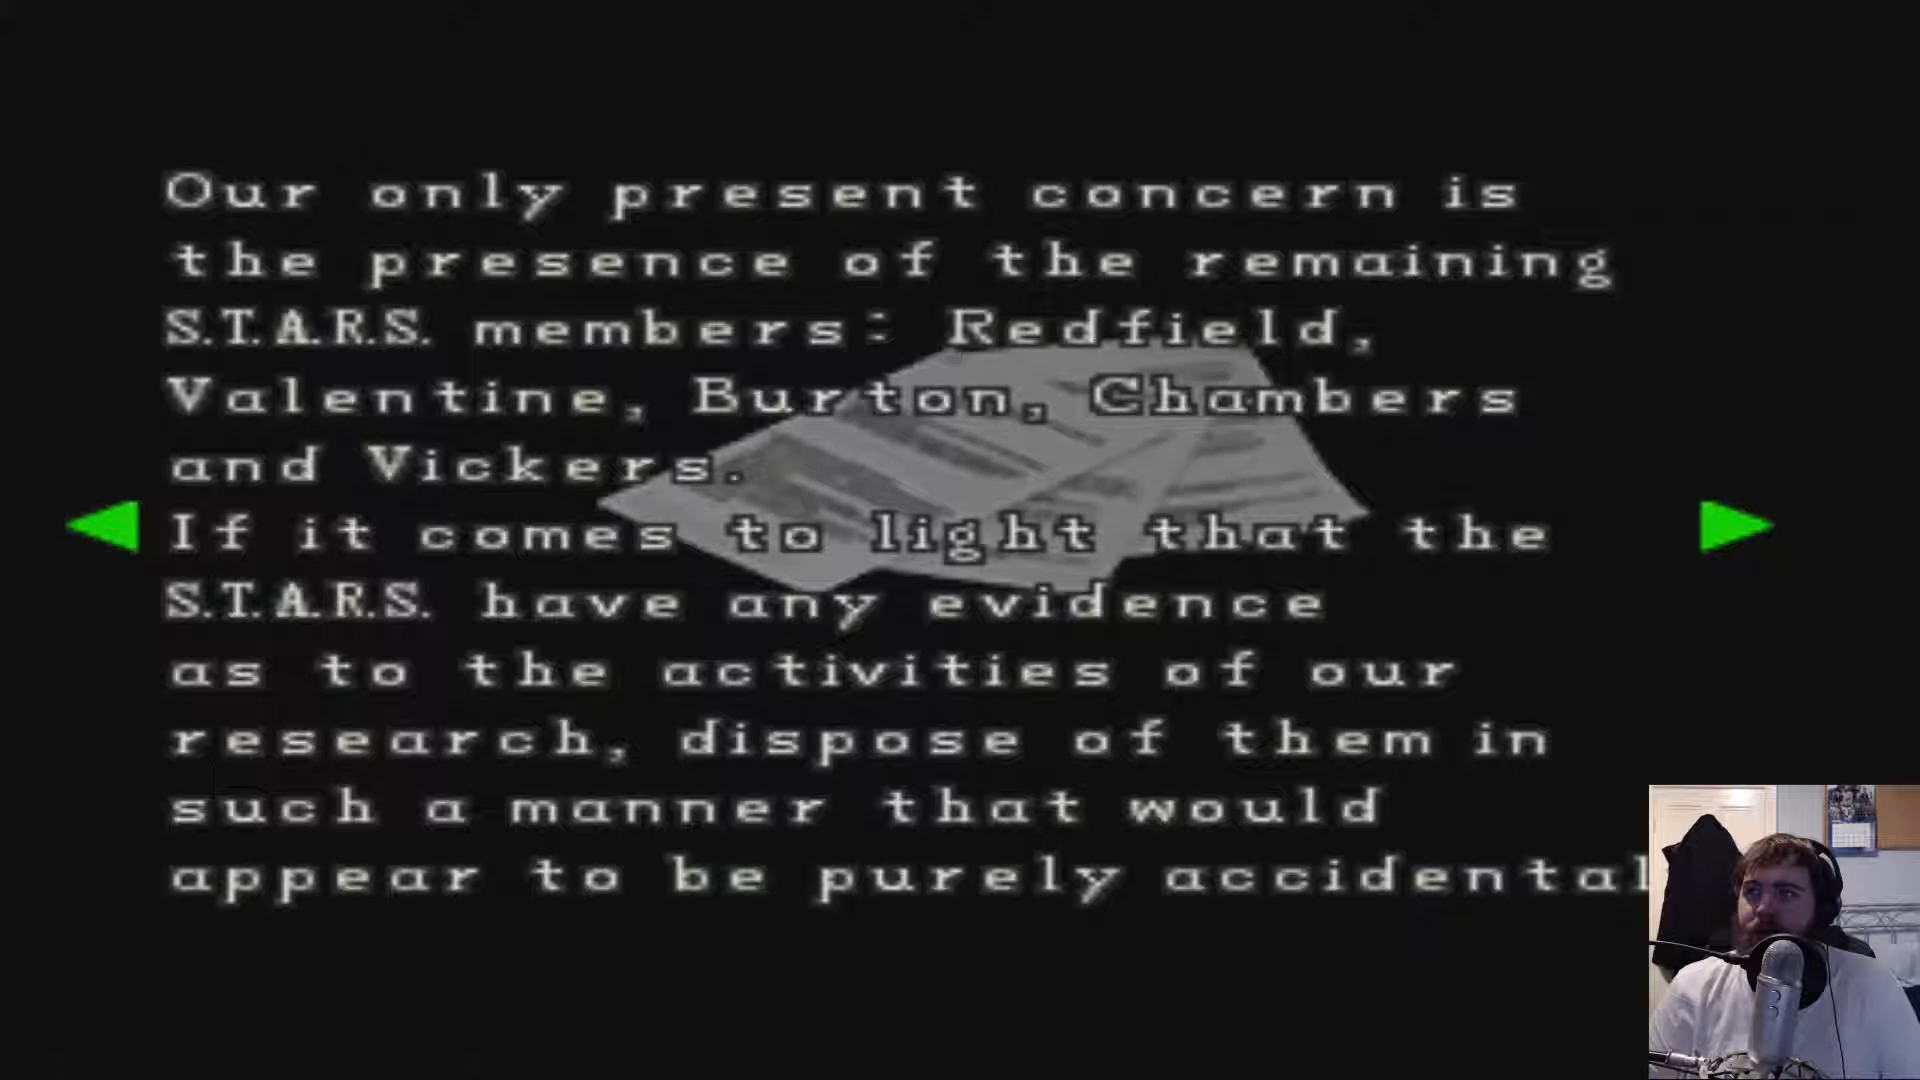 Our only present concern is
the presence of the remaining
S.T.A.R.S. members: Redfield,
Valentine, Burton, Chambers
and Vickers.
If it comes to light that the
S.T.A.R.S. have any evidence
as to the activities of our
research, dispose of them in
such a manner that would
appear to be purely accidental